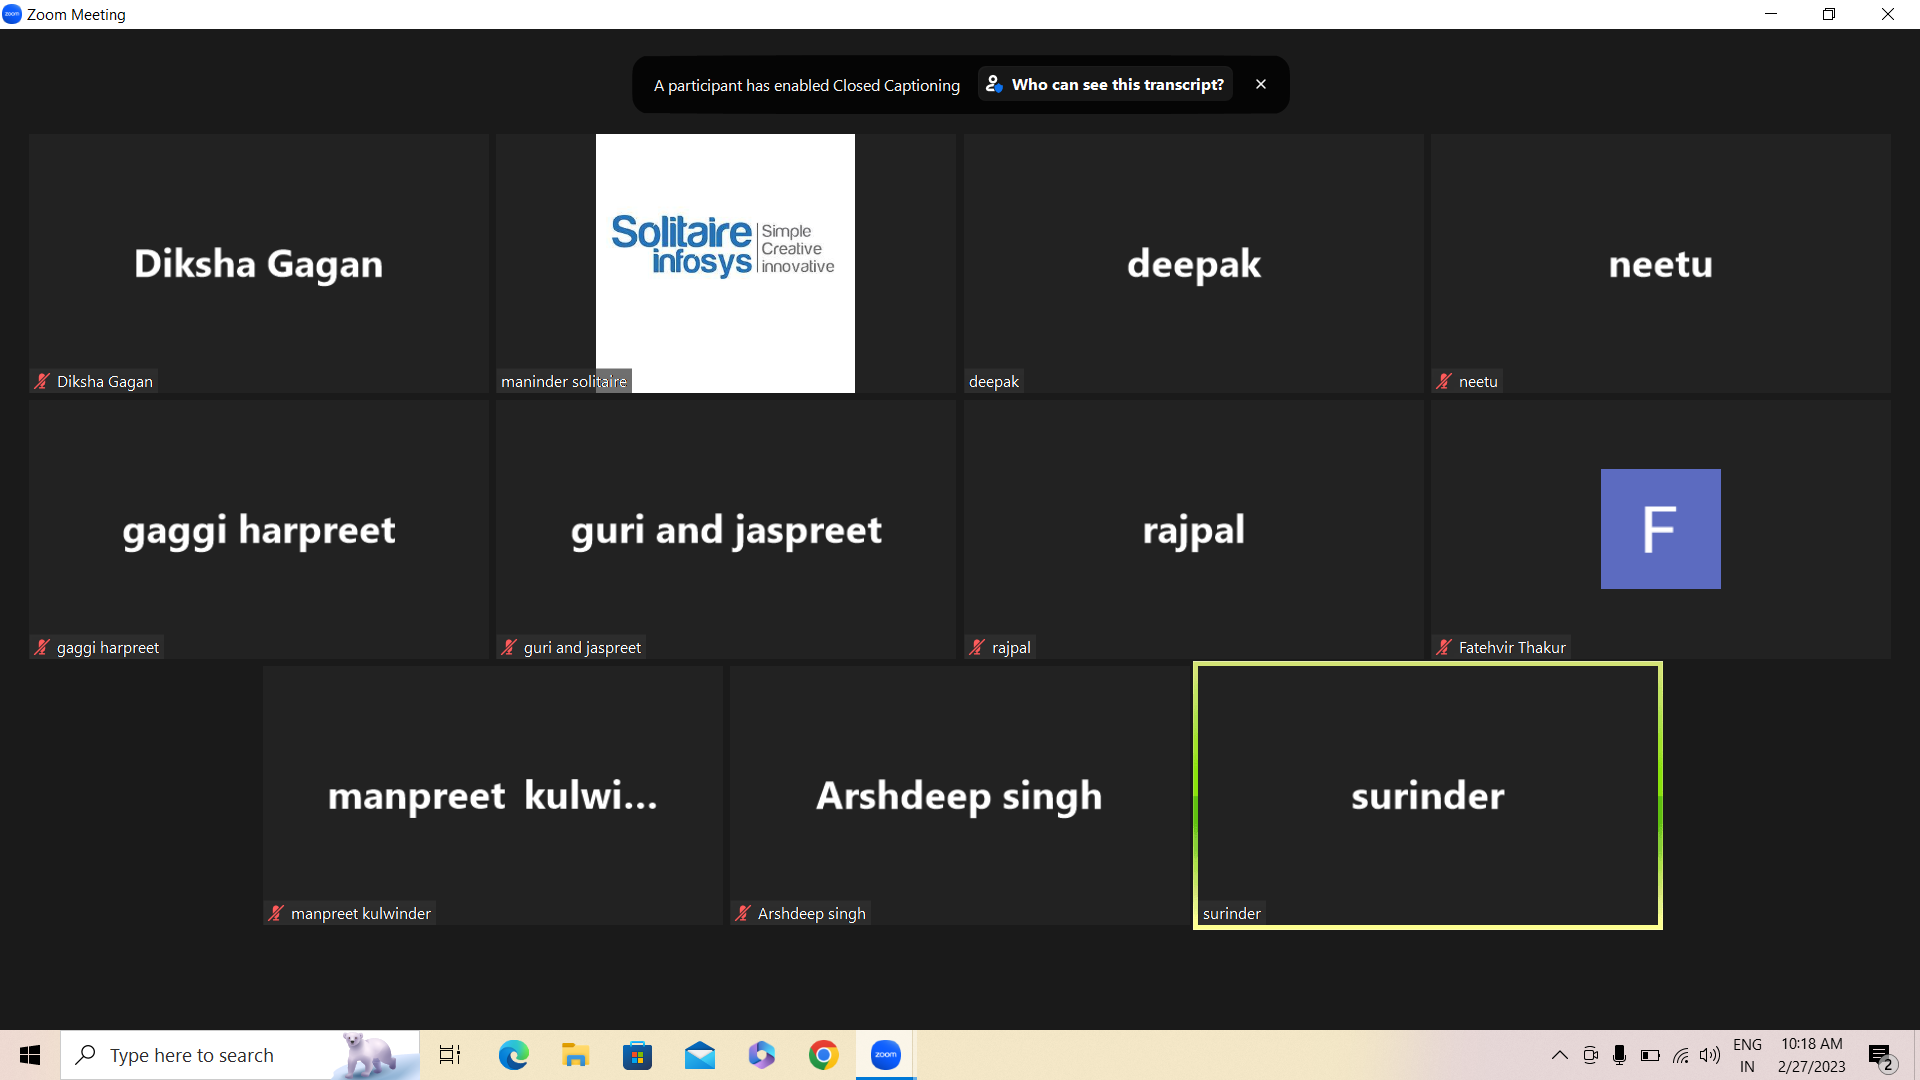 Zoom Meeting
A participant has enabled Closed Captioning Who can see this transcript?
Diksha Gagan
Diksha Gagan
Solitaire
infosys
Simple
Creative
innovative
maninder solitaire
deepak
deepak
neetu
neetu
gaggi harpreet
gaggi harpreet
guri and jaspreet
guri and jaspreet
rajpal
rajpal
F
Fatehvir Thakur
manpreet kulwi...
manpreet kulwinder
Arshdeep singh
Arshdeep singh
surinder
surinder
Type here to search
zoom
ENG
IN
10:18 AM
2/27/2023
2